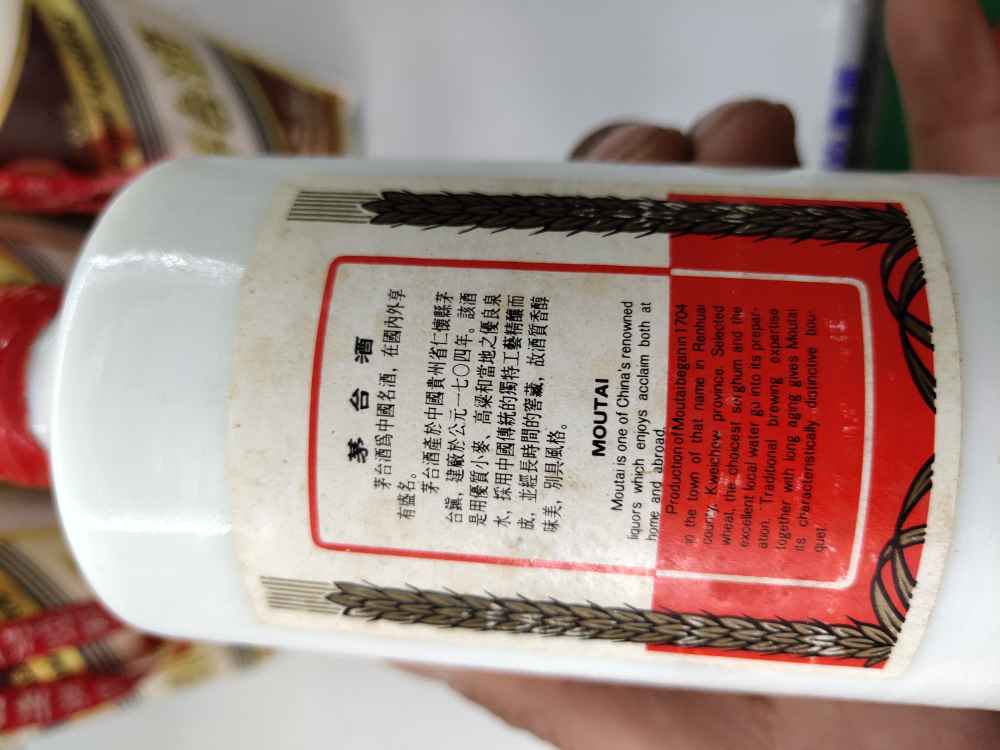 茅台酒
茅台酒爲中國名酒，在國內外享
有盛名。
茅台酒產於中國貴州省仁懷縣茅
台鎭，建厰於公元一七〇四年。該酒
是用優質小麥、高粱和當地之優良泉
水，採用中國傳統的獨特工藝精釀而
成，並經長時間的窖藏，故酒質香醇
味美，別具風格。
MOUTAI
Moutai is one of China's renowned
liquors which enjoys acclaim both at
home and abroad.
Production of Moutai began in 1704
in the town of that name in Renhuai
county, Kweichow province. Selected
wheat, the choicest sorghum and the
excellent local water go into its prepar-
ation. Traditional brewing expertise
together with long aging gives Moutai
its characteristically distinctive bou-
quet.